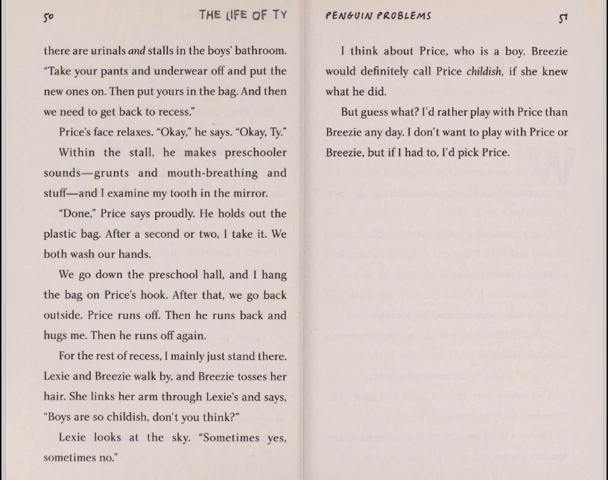 50
THE LIFE OF TY
there are urinals and stalls in the boys' bathroom.
“Take your pants and underwear off and put the
new ones on. Then put yours in the bag. And then
we need to get back to recess.”
Price's face relaxes. “Okay,” he says. “Okay, Ty.”
Within the stall, he makes preschooler
sounds—grunts and mouth-breathing and
stuff—and I examine my tooth in the mirror.
“Done,” Price says proudly. He holds out the
plastic bag. After a second or two, I take it. We
both wash our hands.
We go down the preschool hall, and I hang
the bag on Price's hook. After that, we go back
outside. Price runs off. Then he runs back and
hugs me. Then he runs off again.
For the rest of recess, I mainly just stand there.
Lexie and Breezie walk by, and Breezie tosses her
hair. She links her arm through Lexie's and says,
“Boys are so childish, don't you think?”
Lexie looks at the sky. “Sometimes yes,
sometimes no.”
PENGUIN PROBLEMS
51
I think about Price, who is a boy. Breezie
would definitely call Price childish, if she knew
what he did.
But guess what? I'd rather play with Price than
Breezie any day. I don't want to play with Price or
Breezie, but if I had to, I'd pick Price.